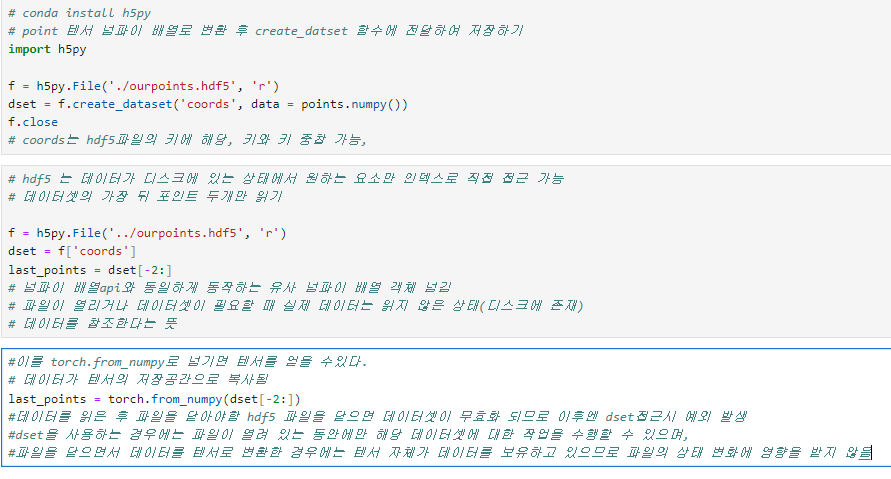 # conda install h5py
# point 텐서 넘파이 배열로 변환 후 create_datset 함수에 전달하여 저장하기
import h5py
f = h5py.File('./ourpoints.hdf5', 'r')
dset = f.create_dataset('coords', data = points.numpy())
f.close
# coords는 hdf5파일의 키에 해당, 키와 키 중첩 가능,
# hdf5 는 데이터가 디스크에 있는 상태에서 원하는 요소만 인덱스로 직접 접근 가능
# 데이터셋의 가장 뒤 포인트 두개만 읽기
f = h5py.File('../ourpoints.hdf5', 'r')
dset = f['coords']
last_points = dset[-2:]
# 넘파이 배열api와 동일하게 동작하는 유사 넘파이 배열 객체 넘김
# 파일이 열리거나 데이터셋이 필요할 때 실제 데이터는 읽지 않은 상태(디스크에 존재)
# 데이터를 참조한다는 뜻
#이를 torch.from_numpy로 넘기면 텐서를 얻을 수있다.
# 데이터가 텐서의 저장공간으로 복사됨
last_points = torch.from_numpy(dset[-2:])
#데이터를 읽은 후 파일을 닫아야함 hdf5 파일을 닫으면 데이터셋이 무효화 되므로 이후엔 dset접근시 예외 발생
#dset을 사용하는 경우에는 파일이 열려 있는 동안에만 해당 데이터셋에 대한 작업을 수행할 수 있으며,
#파일을 닫으면서 데이터를 텐서로 변환한 경우에는 텐서 자체가 데이터를 보유하고 있으므로 파일의 상태 변화에 영향을 받지 않음